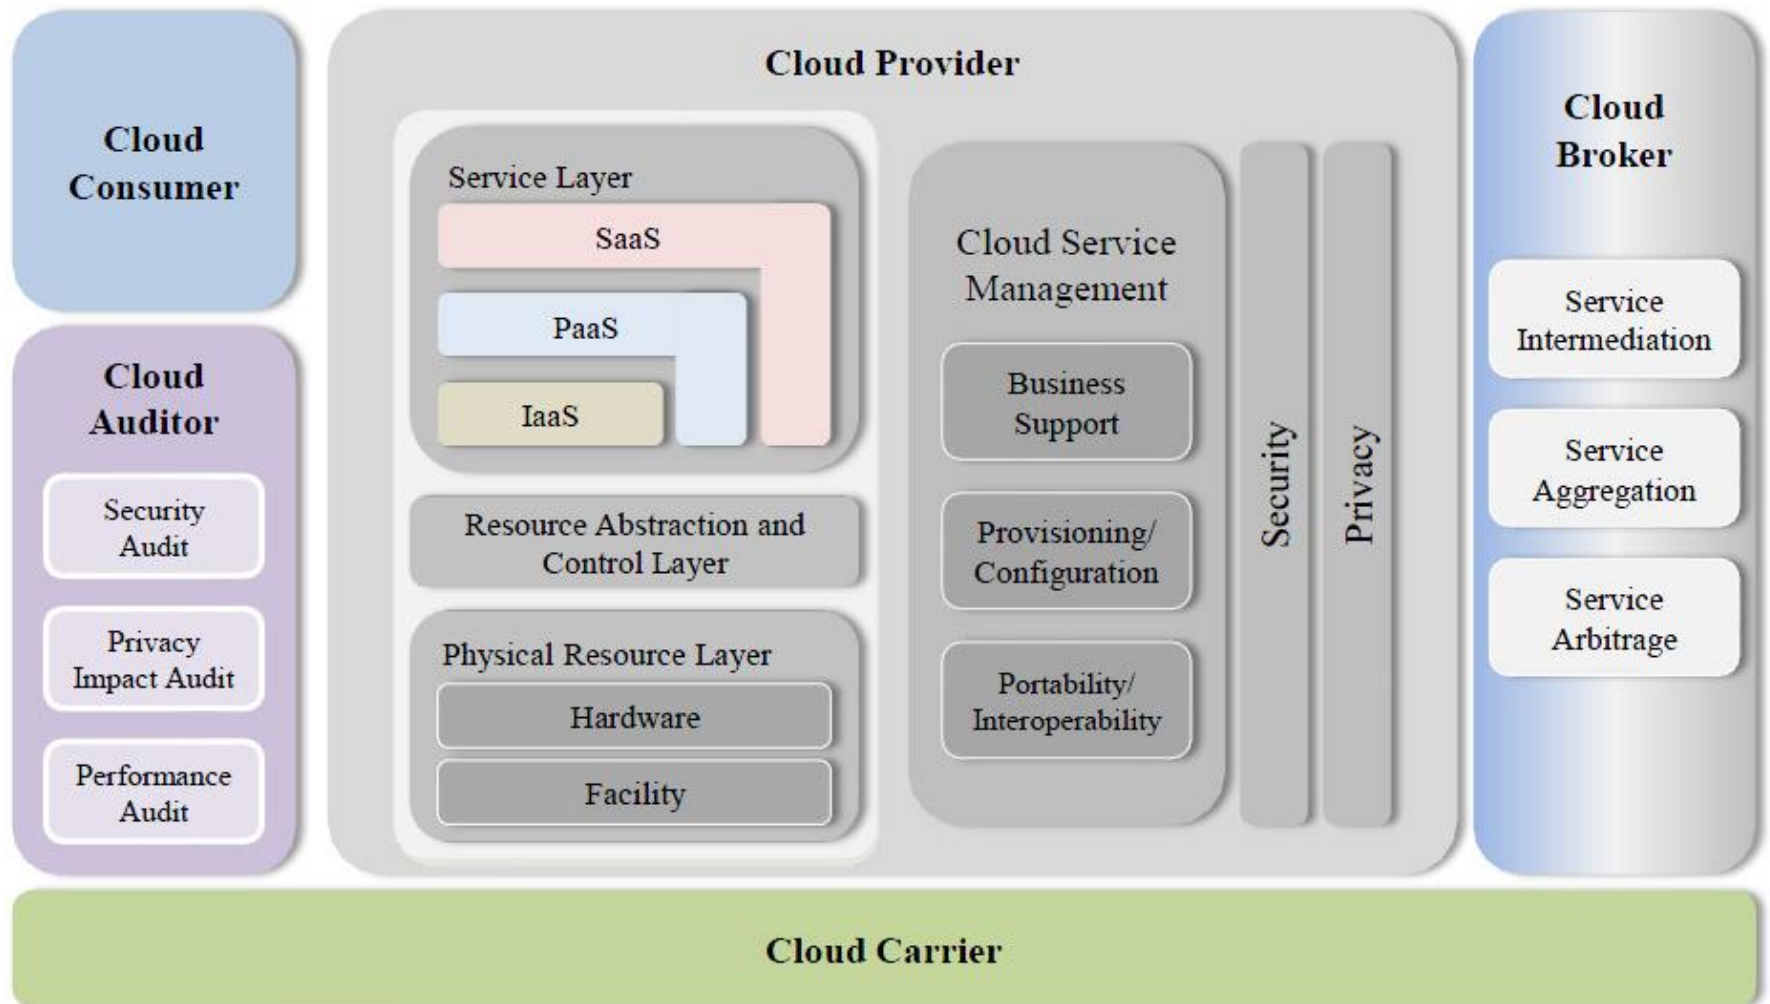 Cloud
Consumer
Cloud
Auditor
Security
Audit
Privacy
Impact Audit
Performance
Audit
Cloud Provider
Service Layer
SaaS
PaaS
IaaS
Resource Abstraction and
Control Layer
Physical Resource Layer
Hardware
Facility
Cloud Service
Management
Business
Support
Provisioning/
Configuration
Portability/
Interoperability
Security
Privacy
Cloud
Broker
Service
Intermediation
Service
Aggregation
Service
Arbitrage
Cloud Carrier